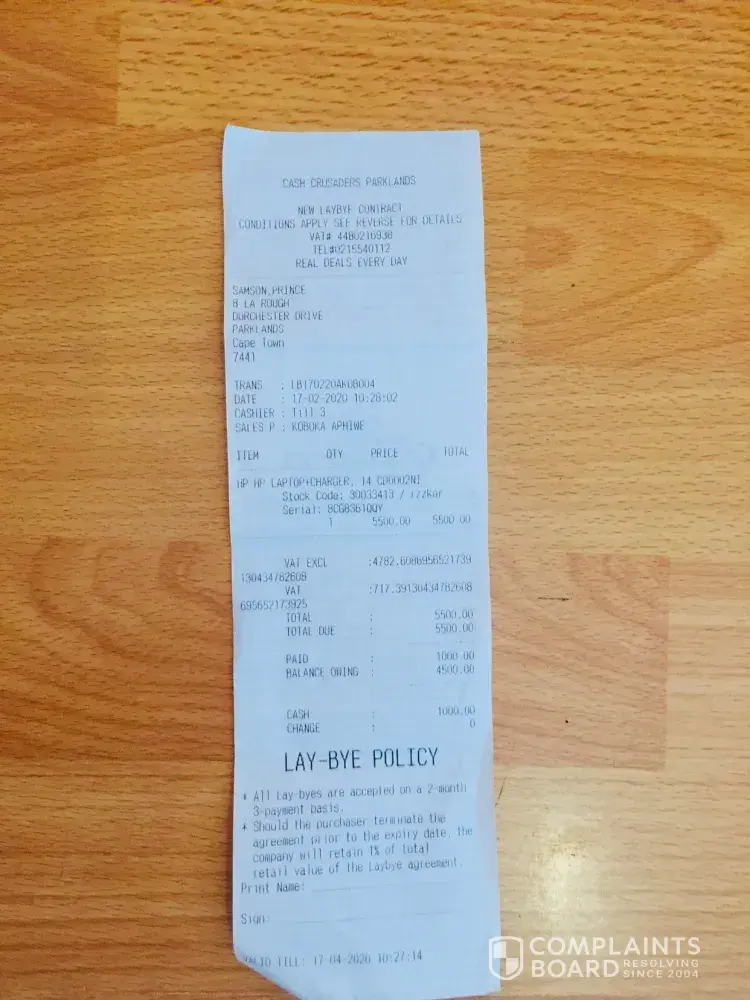 CASH CRUSADERS PARKLANDS
NEW LAYBYE CONTRACT
CONDITIONS APPLY SEE REVERSE FOR DETAILS
VAT# 4480216938
TEL#0215540112
REAL DEALS EVERY DAY
SAMSON,PRINCE
8 LA ROUGH
DORCHESTER DRIVE
PARKLANDS
Cape Town
7441
TRANS : LB170220AK0B004
DATE : 17-02-2020 10:28:02
CASHIER : Till 3
SALES P : KOBOKA APHIWE
ITEM QTY PRICE TOTAL
HP HP LAPTOP+CHARGER, 14 CD0002NI
Stock Code: 30033413 /
Serial: 8CG83610QY
1 5500.00 5500.00
VAT EXCL :4782.6086956521739
130434782608
VAT :717.39130434782608
695652173925
TOTAL : 5500.00
TOTAL DUE : 5500.00
PAID : 1000.00
BALANCE OWING : 4500.00
CASH : 1000.00
CHANGE : 0
LAY-BYE POLICY
* All Lay-byes are accepted on a 2-month
3-payment basis.
* Should the purchaser terminate the
agreement prior to the expiry date, the
company will retain 1% of total
retail value of the Laybye agreement.
Print Name:
Sign:
VALID TILL: 17-04-2020 10:27:14
COMPLAINTS
BOARD RESOLVING
SINCE 2004